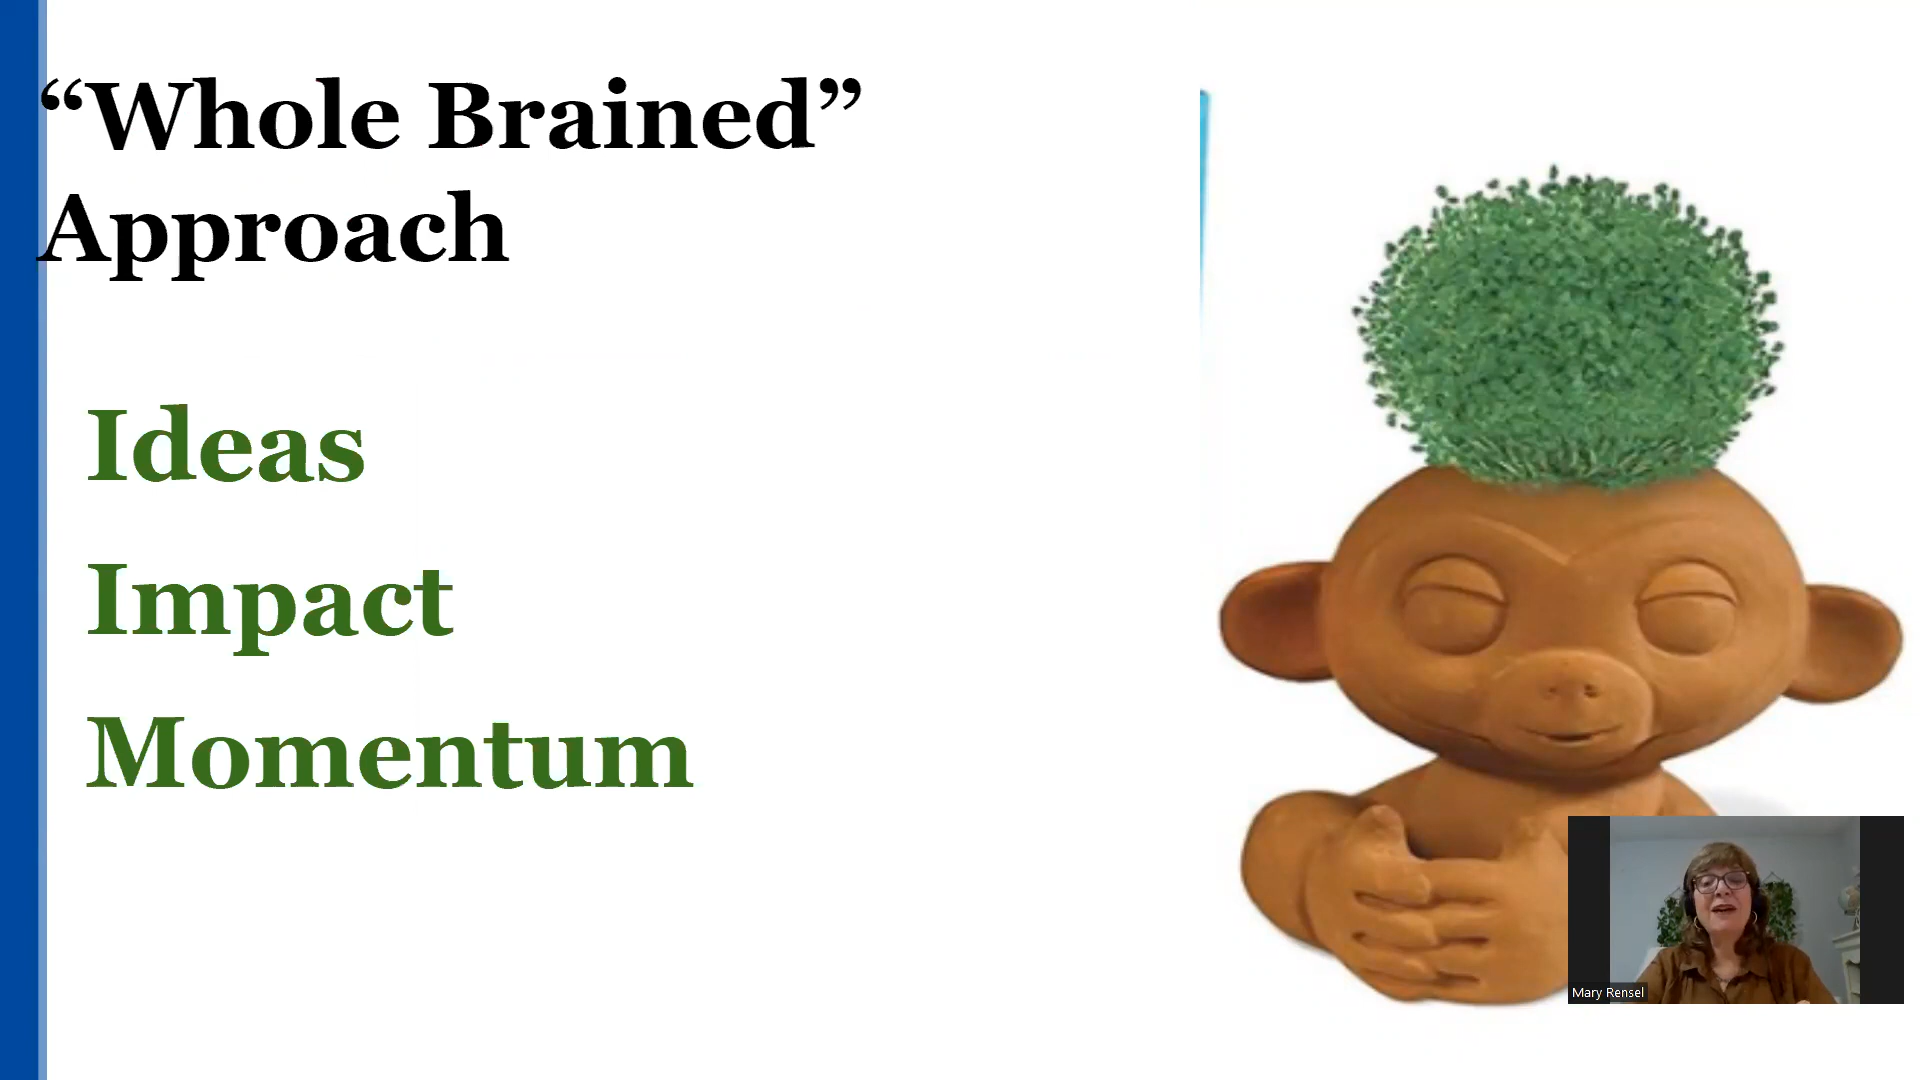 “Whole Brained”
Approach
Ideas
Impact
Momentum
Mary Rensel